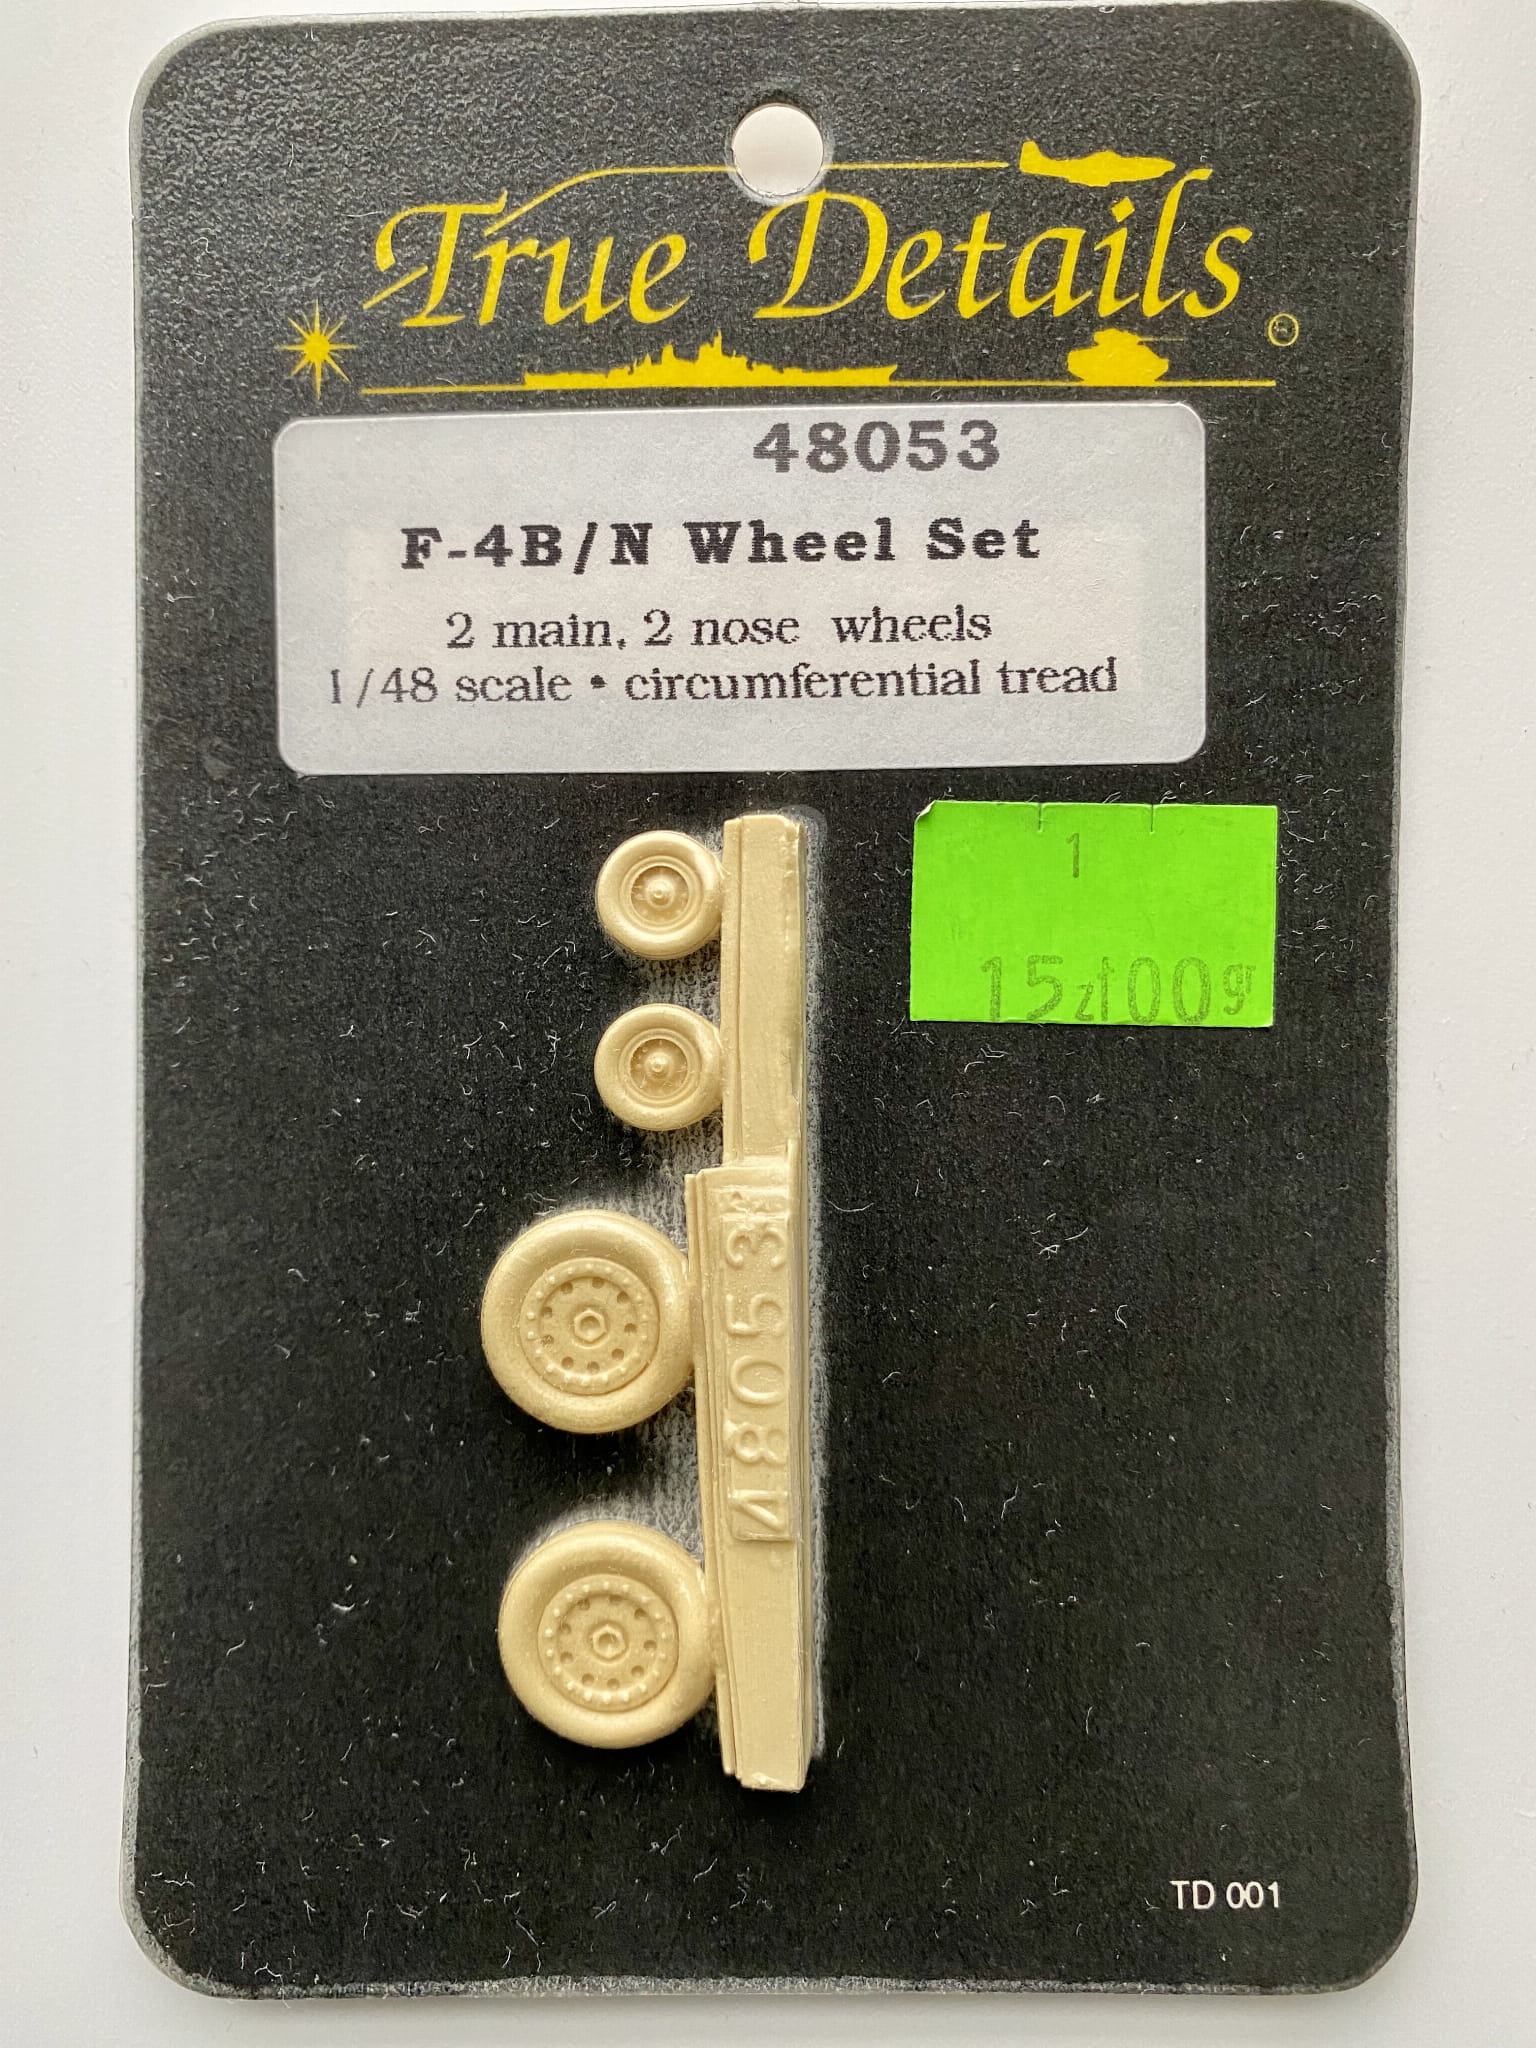 True Details
48053
F-4B/N Wheel Set
2 main, 2 nose wheels
1/48 scale • circumferential tread
1
15zł00gr
48053
TD 001